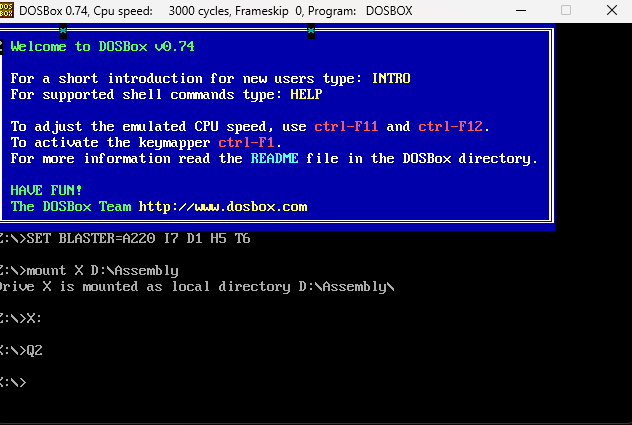 DOSBox 0.74, Cpu speed: 3000 cycles, Frameskip 0, Program: DOSBOX
Welcome to DOSBox v0.74
For a short introduction for new users type: INTRO
For supported shell commands type: HELP
To adjust the emulated CPU speed, use ctrl-F11 and ctrl-F12.
To activate the keymapper ctrl-F1.
For more information read the README file in the DOSBox directory.
HAVE FUN!
The DOSBox Team http://www.dosbox.com
Z:\>SET BLASTER=A220 I7 D1 H5 T6
Z:\>mount X D:\Assembly
Drive X is mounted as local directory D:\Assembly\
Z:\>X:
X:\>Q2
X:\>